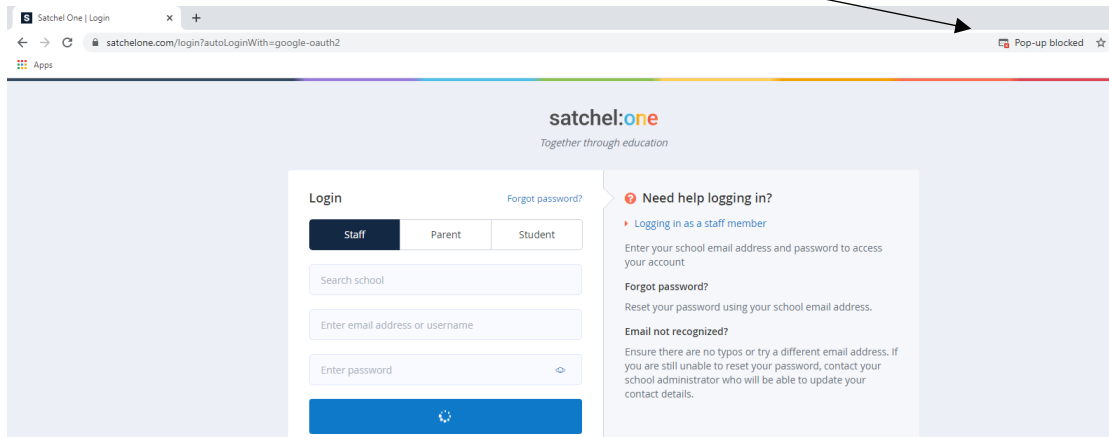 S Satchel One | Login
satchelone.com/login?autoLoginWith=google-oauth2
Pop-up blocked
Apps
satchel:one
Together through education
Login
Forgot password?
Staff
Parent
Student
Search school
Enter email address or username
Enter password
Need help logging in?
Logging in as a staff member
Enter your school email address and password to access
your account
Forgot password?
Reset your password using your school email address.
Email not recognized?
Ensure there are no typos or try a different email address. If
you are still unable to reset your password, contact your
school administrator who will be able to update your
contact details.